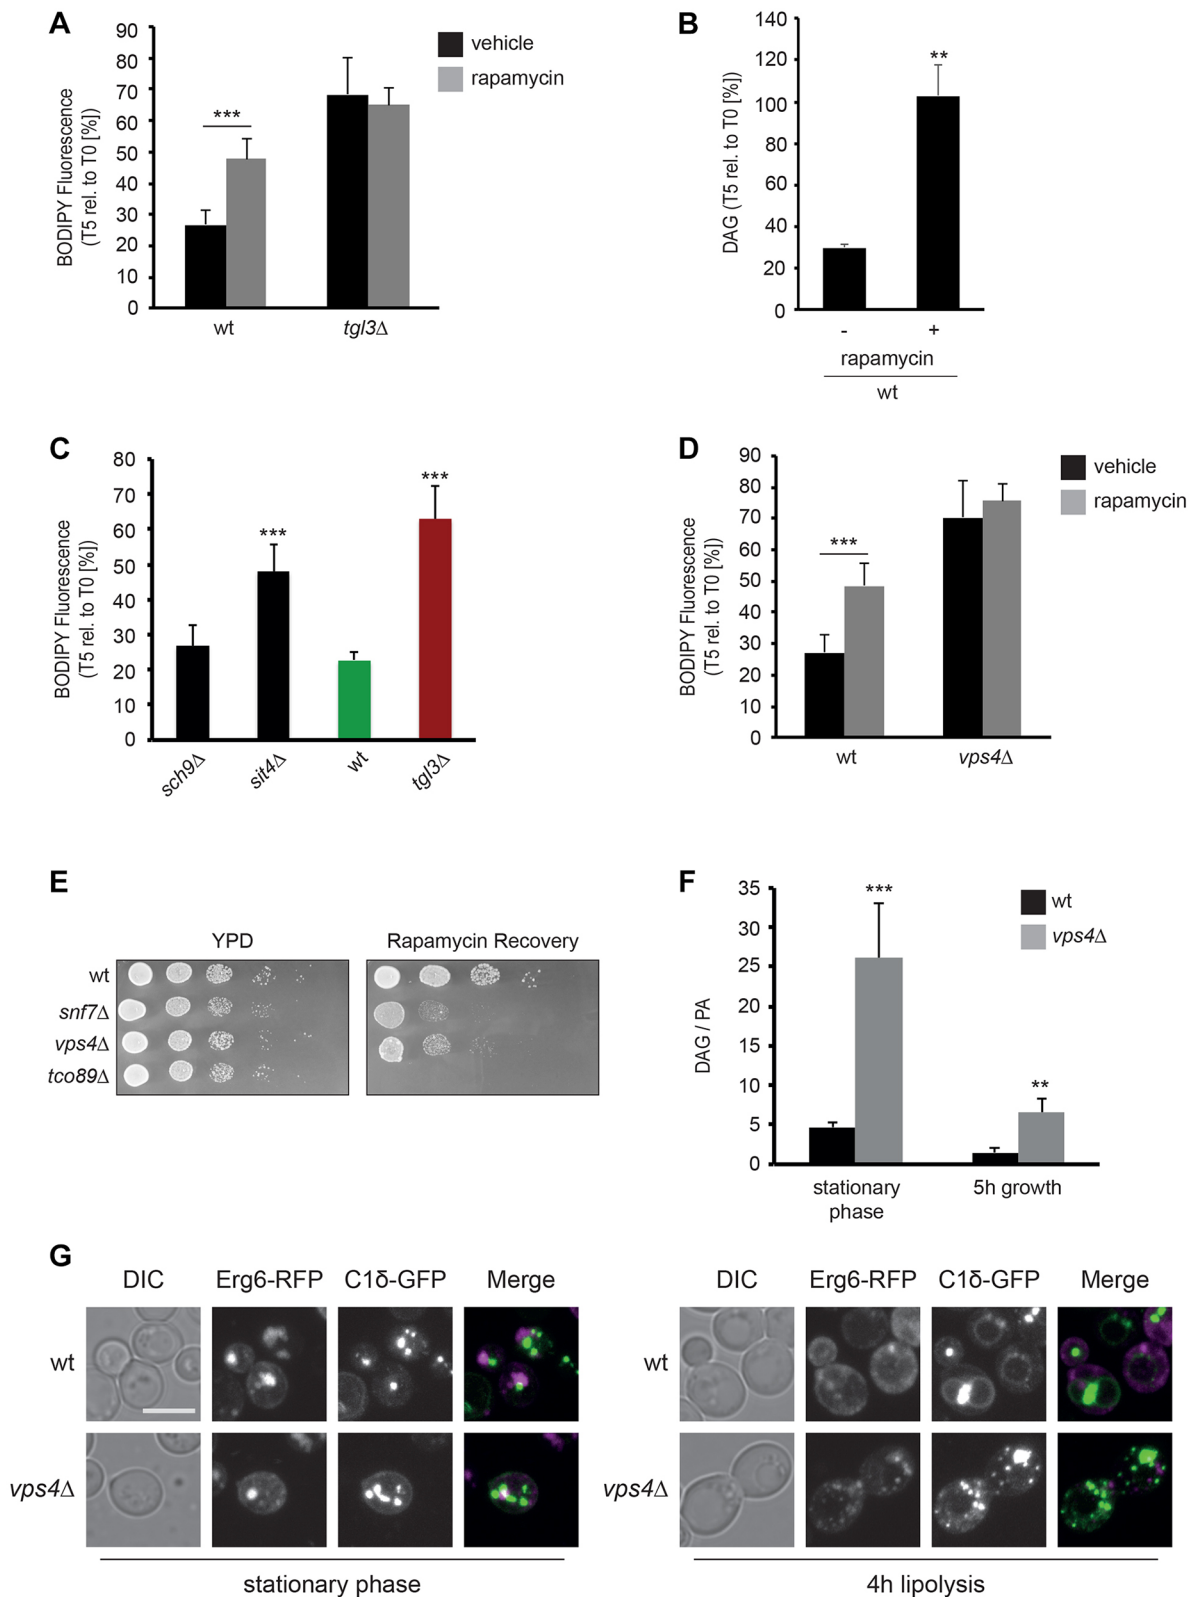 A
BODIPY Fluorescence
(T5 rel. to T0 [%])
90
80
70
60
50
40
30
20
10
0
***
wt
tgl3Δ
vehicle
rapamycin
B
DAG (T5 rel. to T0 [%])
140
120
100
80
60
40
20
0
**
- +
rapamycin
wt
C
BODIPY Fluorescence
(T5 rel. to T0 [%])
80
70
60
50
40
30
20
10
0
***
***
sch9Δ
sit4Δ
wt
tgl3Δ
D
BODIPY Fluorescence
(T5 rel. to T0 [%])
90
80
70
60
50
40
30
20
10
0
***
wt
vps4Δ
vehicle
rapamycin
E
YPD
Rapamycin Recovery
wt
snf7Δ
vps4Δ
tco89Δ
F
DAG / PA
35
30
25
20
15
10
5
0
***
**
wt
vps4Δ
stationary
phase
5h growth
G
DIC Erg6-RFP C1δ-GFP Merge
wt
vps4Δ
stationary phase
DIC Erg6-RFP C1δ-GFP Merge
wt
vps4Δ
4h lipolysis